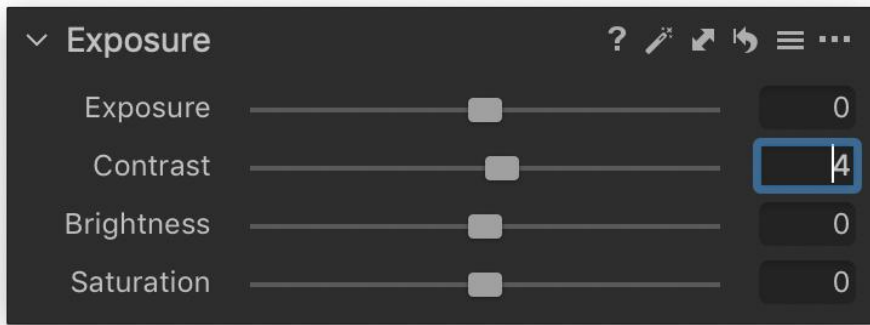 Exposure ?
Exposure 0
Contrast 4
Brightness 0
Saturation 0